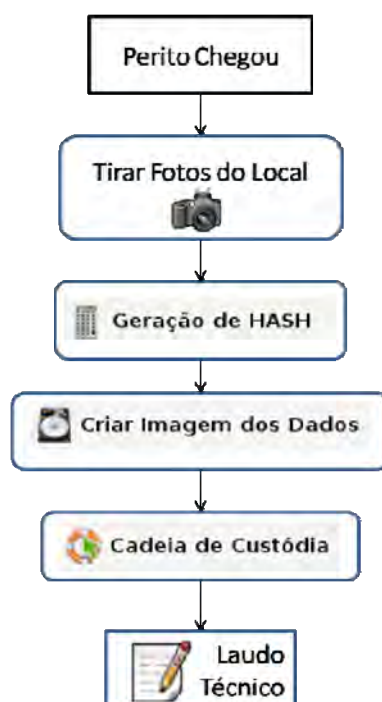 Perito Chegou
Tirar Fotos do Local
Geração de HASH
Criar Imagem dos Dados
Cadeia de Custódia
Laudo
Técnico